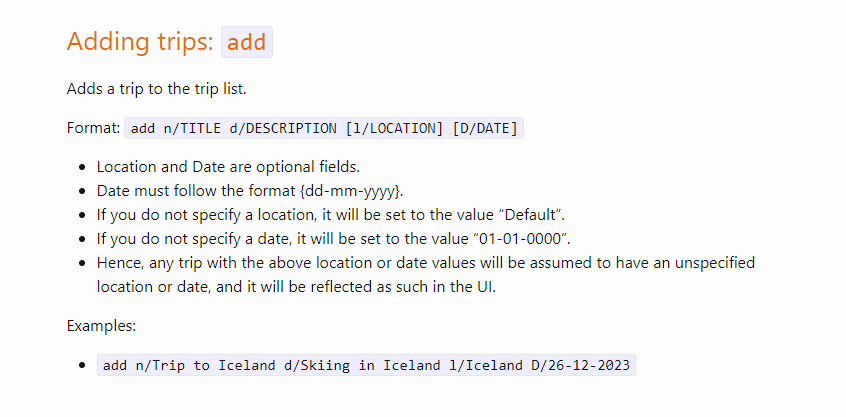 Adding trips: add
Adds a trip to the trip list.
Format: add n/TITLE d/DESCRIPTION [l/LOCATION] [D/DATE]
• Location and Date are optional fields.
• Date must follow the format {dd-mm-yyyy}.
• If you do not specify a location, it will be set to the value “Default”.
• If you do not specify a date, it will be set to the value “01-01-0000”.
• Hence, any trip with the above location or date values will be assumed to have an unspecified
location or date, and it will be reflected as such in the UI.
Examples:
• add n/Trip to Iceland d/Skiing in Iceland l/Iceland D/26-12-2023